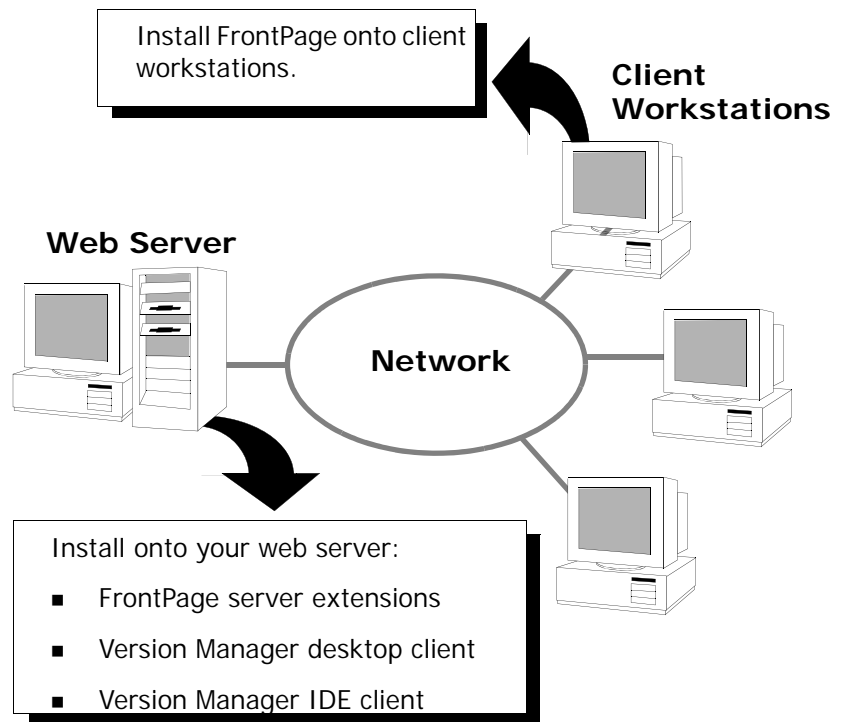 Install FrontPage onto client
workstations.
Client
Workstations
Web Server
Network
Install onto your web server:
■ FrontPage server extensions
■ Version Manager desktop client
■ Version Manager IDE client